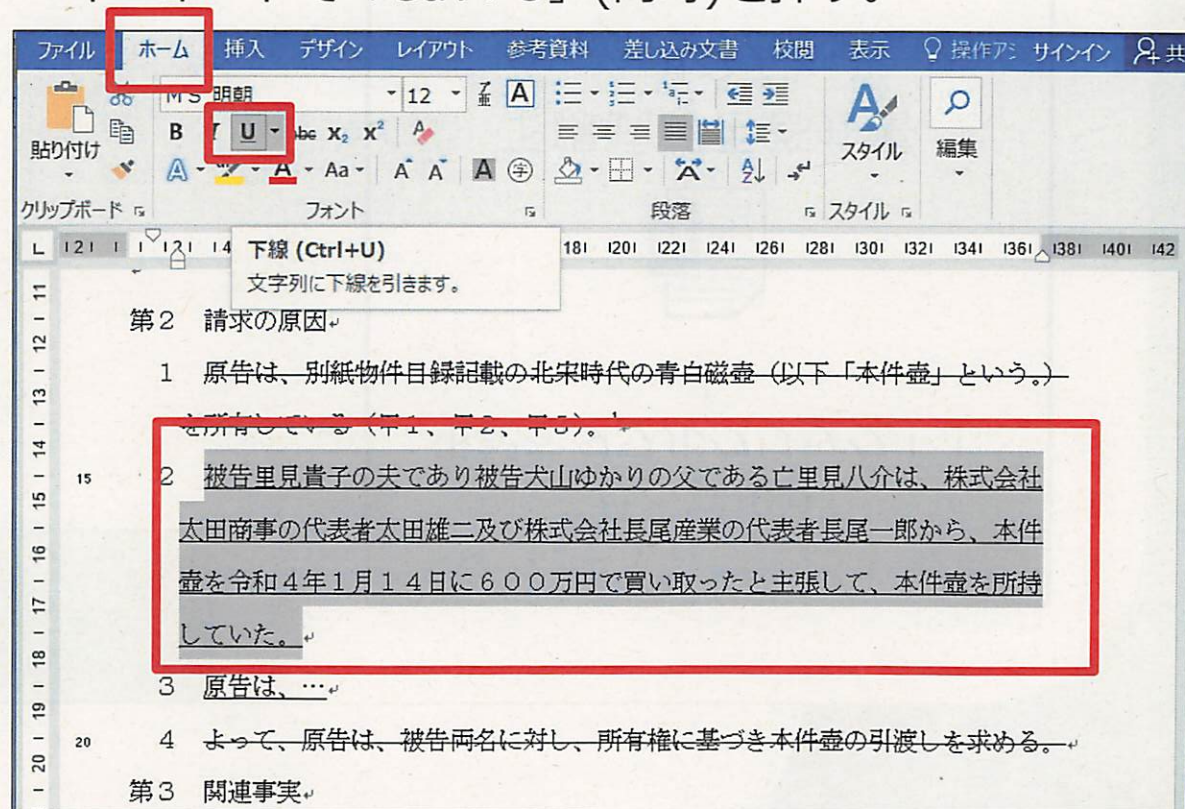 ファイル ホーム 挿入 デザイン レイアウト 参考資料 差し込み文書 校閲 表示 操作アシ サインイン 共
貼り付け
MS 明朝 12
B I U abc X₂ X²
A Aa A A A 字
スタイル 編集
クリップボード フォント 段落 スタイル
下線 (Ctrl+U)
文字列に下線を引きます。
第2 請求の原因
1 原告は、別紙物件目録記載の北宋時代の青白磁壺（以下「本件壺」という。）
を所有している（甲1、甲2、甲5）。
15 2 被告里見貴子の夫であり被告犬山ゆかりの父である亡里見八介は、株式会社
太田商事の代表者太田雄二及び株式会社長尾産業の代表者長尾一郎から、本件
壺を令和4年1月14日に600万円で買い取ったと主張して、本件壺を所持
していた。
3 原告は、…
20 4 よって、原告は、被告両名に対し、所有権に基づき本件壺の引渡しを求める。
第3 関連事実